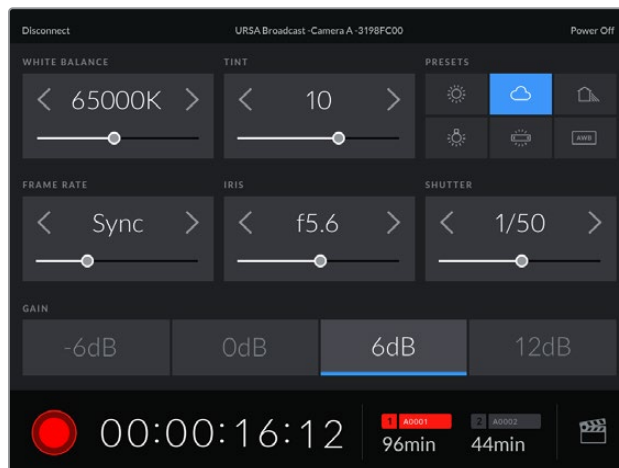 Disconnect URSA Broadcast -Camera A -3198FC00 Power Off
WHITE BALANCE TINT PRESETS
65000K 10
AWB
FRAME RATE IRIS SHUTTER
Sync f5.6 1/50
GAIN
-6dB 0dB 6dB 12dB
00:00:16:12
1 A0001 2 A0002
96min 44min